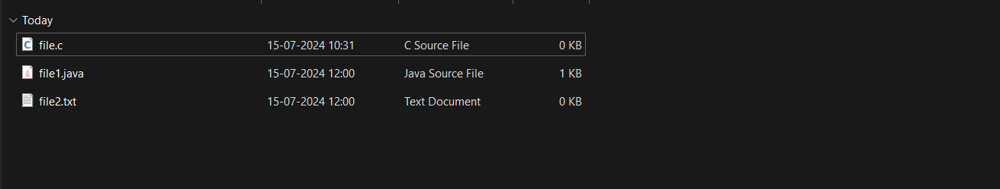 Today
file.c 15-07-2024 10:31 C Source File 0 KB
file1.java 15-07-2024 12:00 Java Source File 1 KB
file2.txt 15-07-2024 12:00 Text Document 0 KB